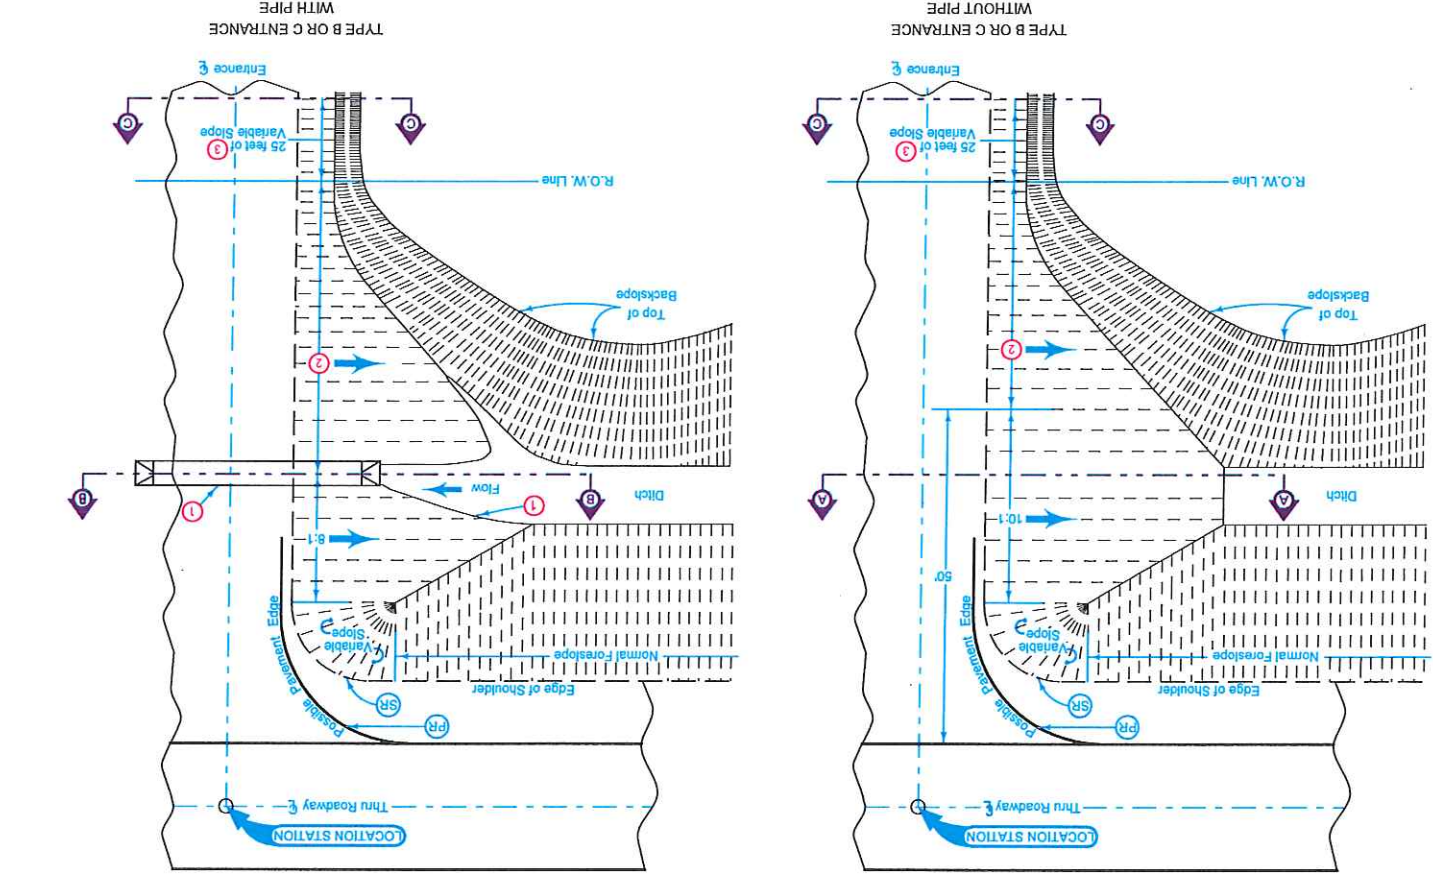 LOCATION STATION
Thru Roadway ℄
PR
SR
Possible Pavement Edge
Edge of Shoulder
Normal Foreslope
Variable
Slope
50'
10:1
Ditch
A
A
2
Top of
Backslope
R.O.W. Line
25 feet of
Variable Slope
3
C
C
Entrance ℄
TYPE B OR C ENTRANCE
WITHOUT PIPE
LOCATION STATION
Thru Roadway ℄
PR
SR
Possible Pavement Edge
Edge of Shoulder
Normal Foreslope
Variable
Slope
8:1
1
1
Ditch
Flow
B
B
2
Top of
Backslope
R.O.W. Line
25 feet of
Variable Slope
3
C
C
Entrance ℄
TYPE B OR C ENTRANCE
WITH PIPE